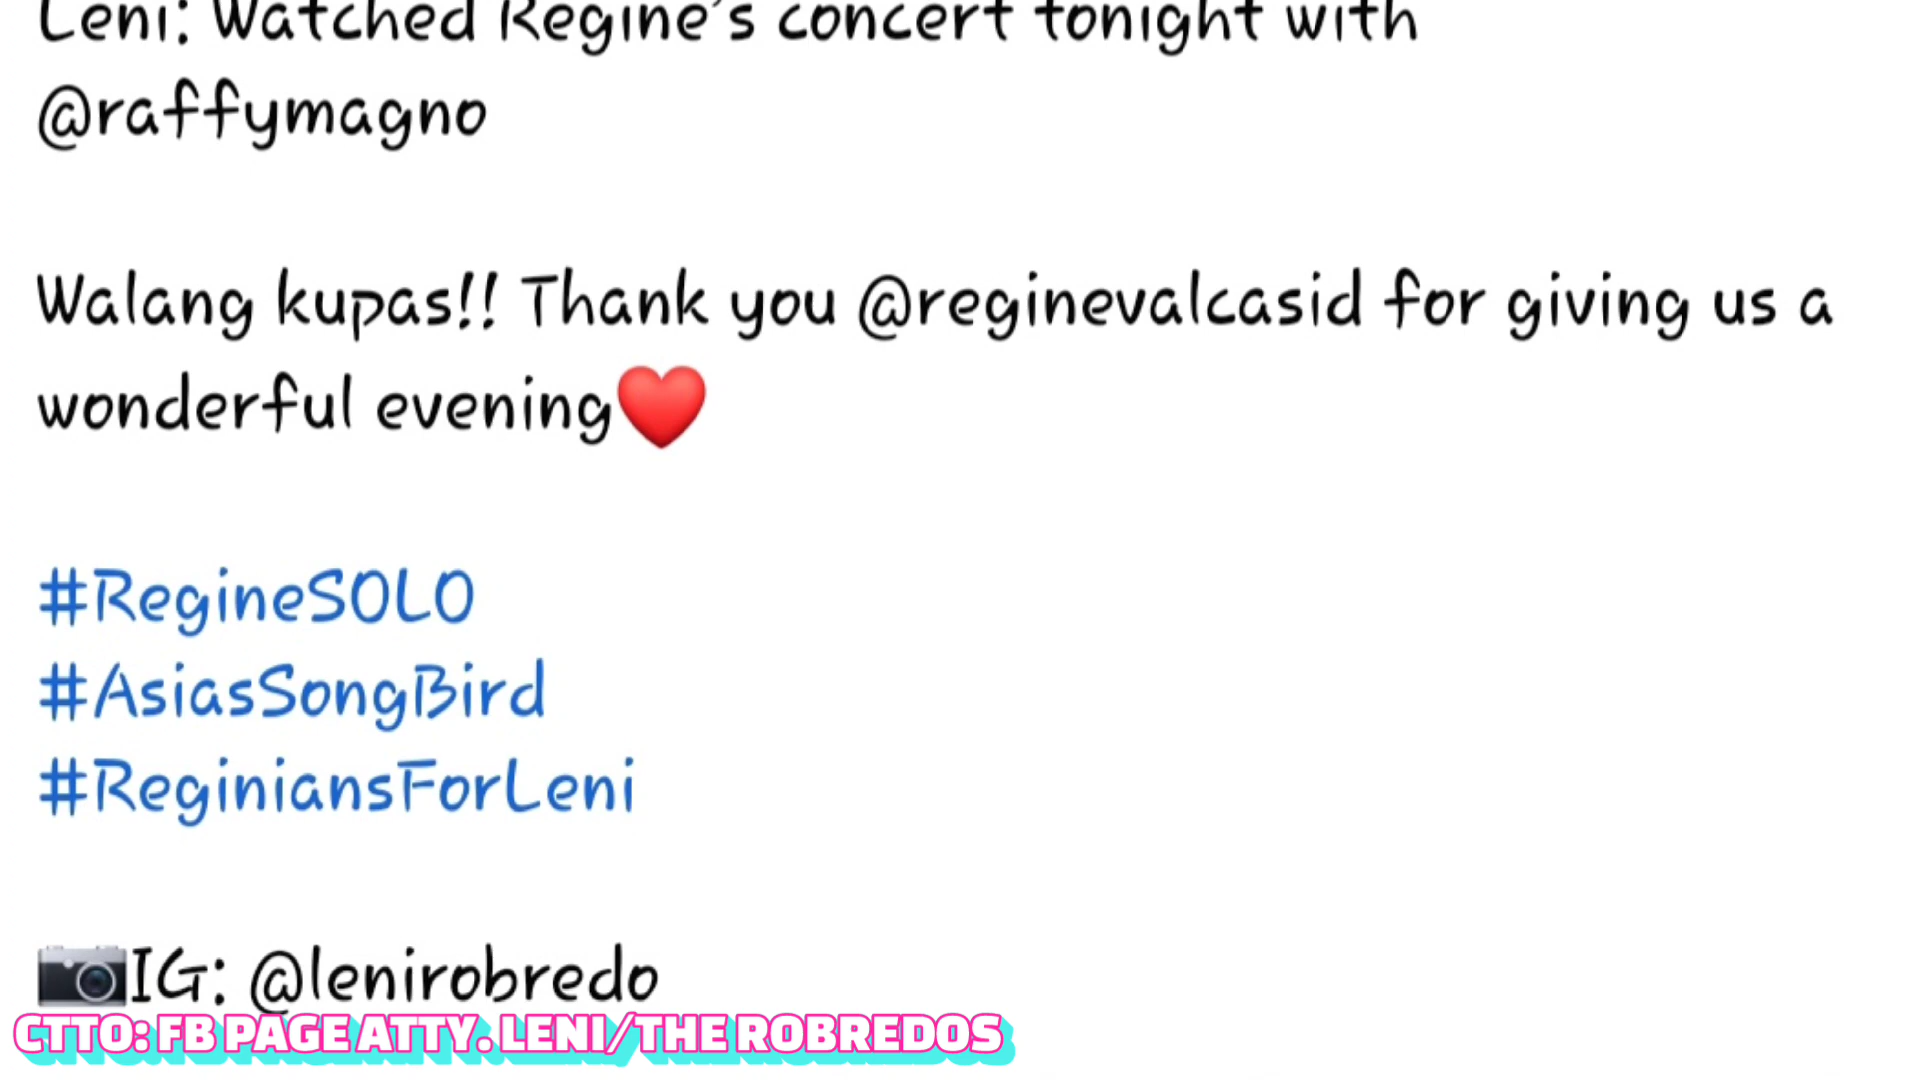 Leni: Watched Regine's concert tonight with
@raffymagno
Walang kupas!! Thank you @reginevalcasid for giving us a
wonderful evening❤️
#RegineSOLO
#AsiasSongBird
#ReginiansForLeni
📷IG: @lenirobredo
CTTO: FB PAGE ATTY. LENI/THE ROBREDOS